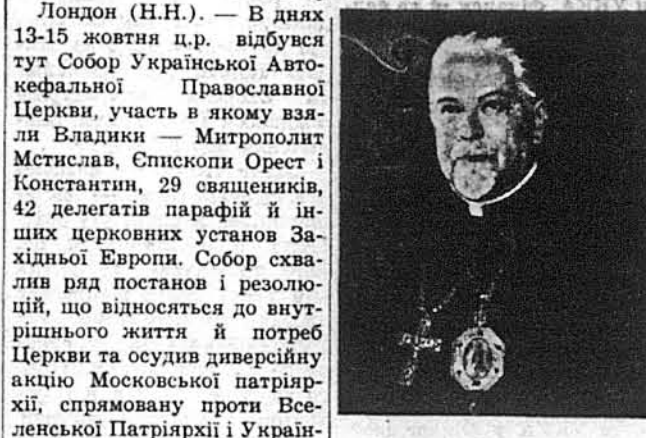 Лондон (Н.Н.). — В днях
13-15 жовтня ц.р. відбувся
тут Собор Української Авто-
кефальної Православної
Церкви, участь в якому взя-
ли Владики — Митрополит
Мстислав, Єпископи Орест і
Константин, 29 священиків,
42 делегатів парафій й ін-
ших церковних установ За-
хідньої Европи. Собор схва-
лив ряд постанов і резолю-
цій, що відносяться до внут-
рішнього життя й потреб
Церкви та осудив диверсійну
акцію Московської патріяр-
хії, спрямовану проти Все-
ленської Патріярхії і Україн-